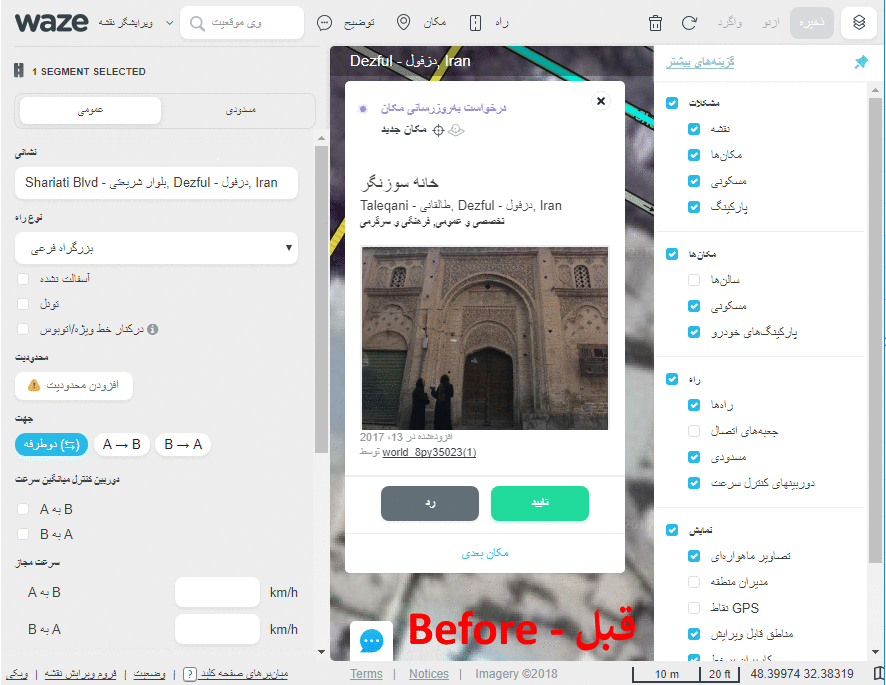 waze ویرایشگر نقشه
وی موقعیت
توضیح
مکان
راه
واگرد
ازنو
ذخیره
1 SEGMENT SELECTED
عمومی
مسدودی
نشانی
Shariati Blvd - بلوار شریعتی, Dezful - دزفول, Iran
نوع راه
بزرگراه فرعی
آسفالت نشده
تونل
درکنار خط ویژه/اتوبوس
محدودیت
افزودن محدودیت
جهت
دوطرفه (⇆)
A → B
B → A
دوربین کنترل میانگین سرعت
A به B
B به A
سرعت مجاز
A به B
km/h
B به A
km/h
Dezful - دزفول, Iran
درخواست به‌روزرسانی مکان
مکان جدید
خانه سوزنگر
Taleqani - طالقانی, Dezful - دزفول, Iran
تخصصی و عمومی, فرهنگی و سرگرمی
افزوده‌شده در 13، 2017
توسط world_8py35023(1)
رد
تایید
مکان بعدی
Before - قبل
گزینه‌های بیشتر
مشکلات
نقشه
مکان‌ها
مسکونی
پارکینگ
مکان‌ها
سالن‌ها
مسکونی
پارکینگ‌های خودرو
راه
راه‌ها
جعبه‌های اتصال
مسدودی
دوربینهای کنترل سرعت
نمایش
تصاویر ماهواره‌ای
مدیران منطقه
نقاط GPS
مناطق قابل ویرایش
میان‌برهای صفحه کلید ? | وضعیت | فروم ویرایش نقشه | ویکی
Terms | Notices | Imagery ©2018
10 m
20 ft
48.39974 32.38319